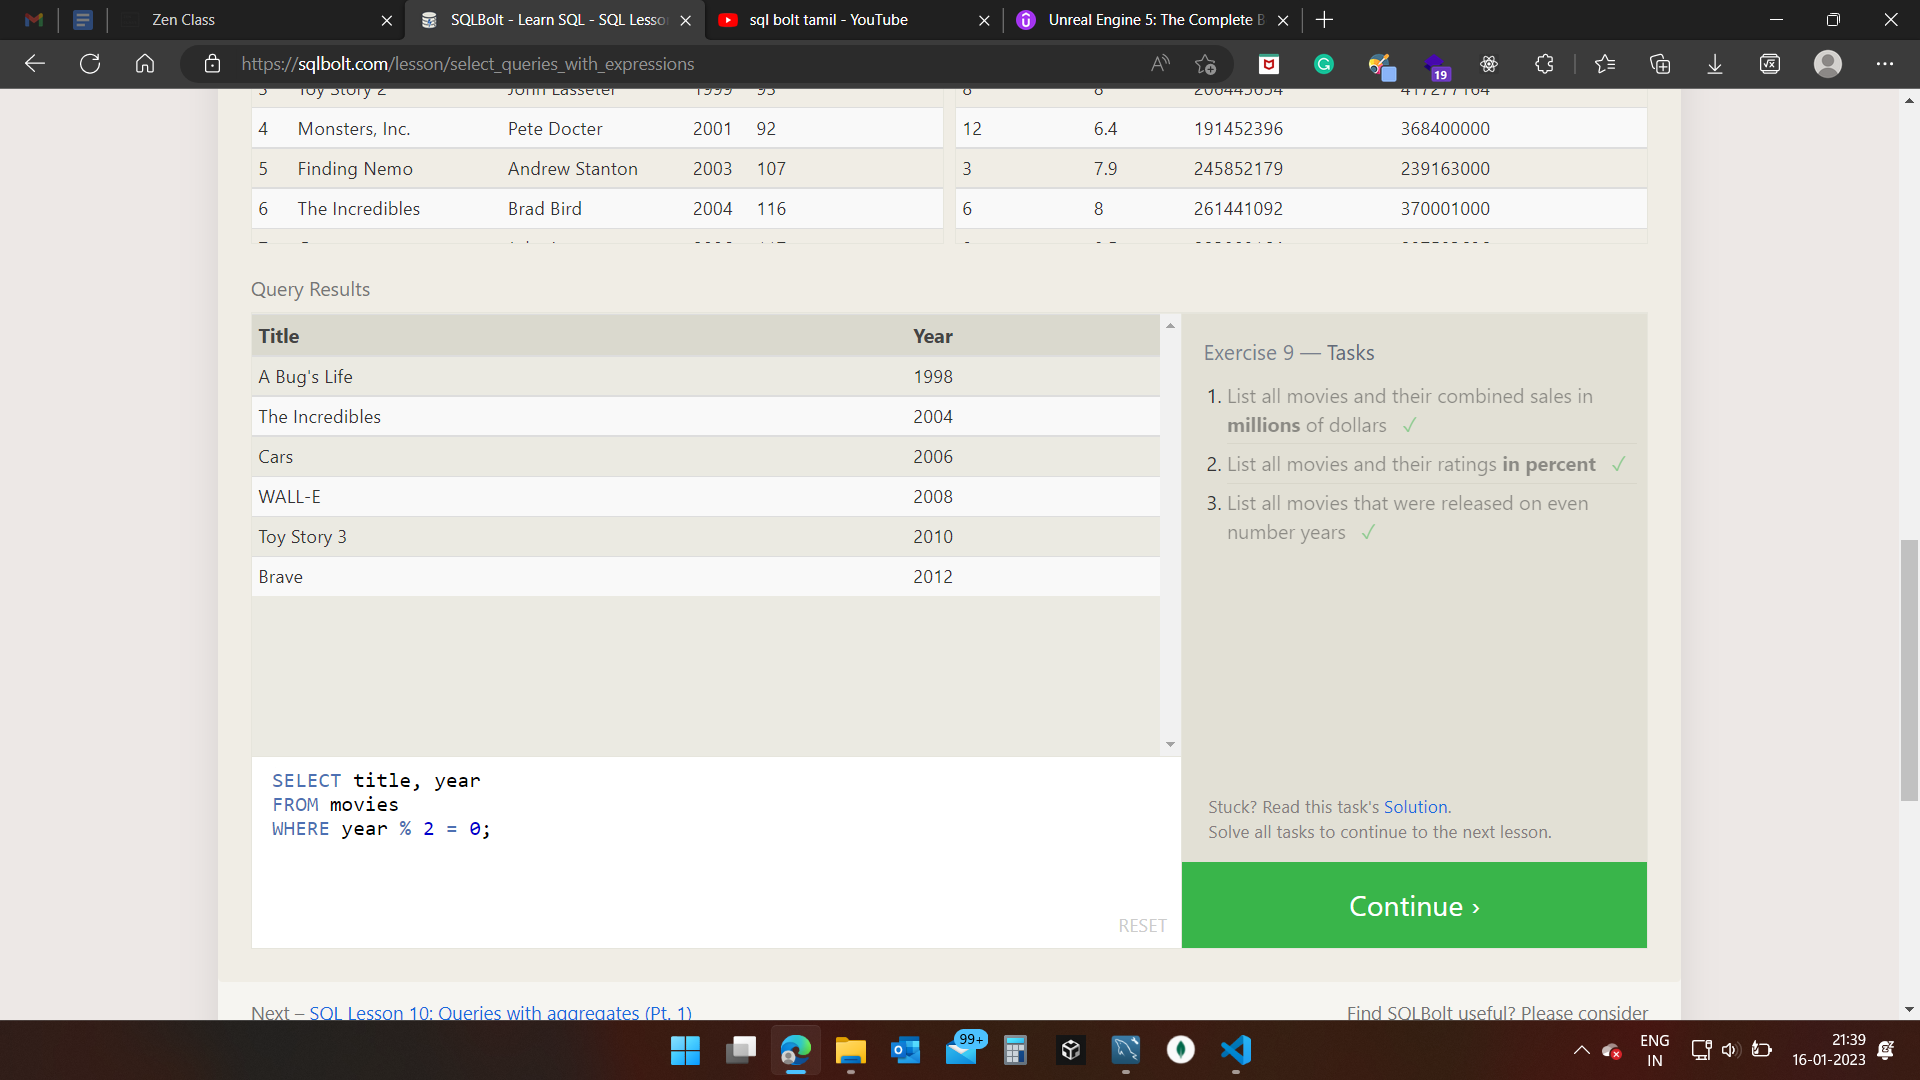 Zen Class
SQLBolt - Learn SQL - SQL Lesso
sql bolt tamil - YouTube
Unreal Engine 5: The Complete B
https://sqlbolt.com/lesson/select_queries_with_expressions
19
3 Toy Story 2 John Lasseter 1999 93 8 8 206445654 417277164
4 Monsters, Inc. Pete Docter 2001 92 12 6.4 191452396 368400000
5 Finding Nemo Andrew Stanton 2003 107 3 7.9 245852179 239163000
6 The Incredibles Brad Bird 2004 116 6 8 261441092 370001000
Query Results
Title Year
A Bug's Life 1998
The Incredibles 2004
Cars 2006
WALL-E 2008
Toy Story 3 2010
Brave 2012
Exercise 9 — Tasks
1. List all movies and their combined sales in
millions of dollars ✓
2. List all movies and their ratings in percent ✓
3. List all movies that were released on even
number years ✓
SELECT title, year
FROM movies
WHERE year % 2 = 0;
RESET
Stuck? Read this task's Solution.
Solve all tasks to continue to the next lesson.
Continue ›
Next – SQL Lesson 10: Queries with aggregates (Pt. 1)
Find SQLBolt useful? Please consider
99+
ENG
IN
21:39
16-01-2023